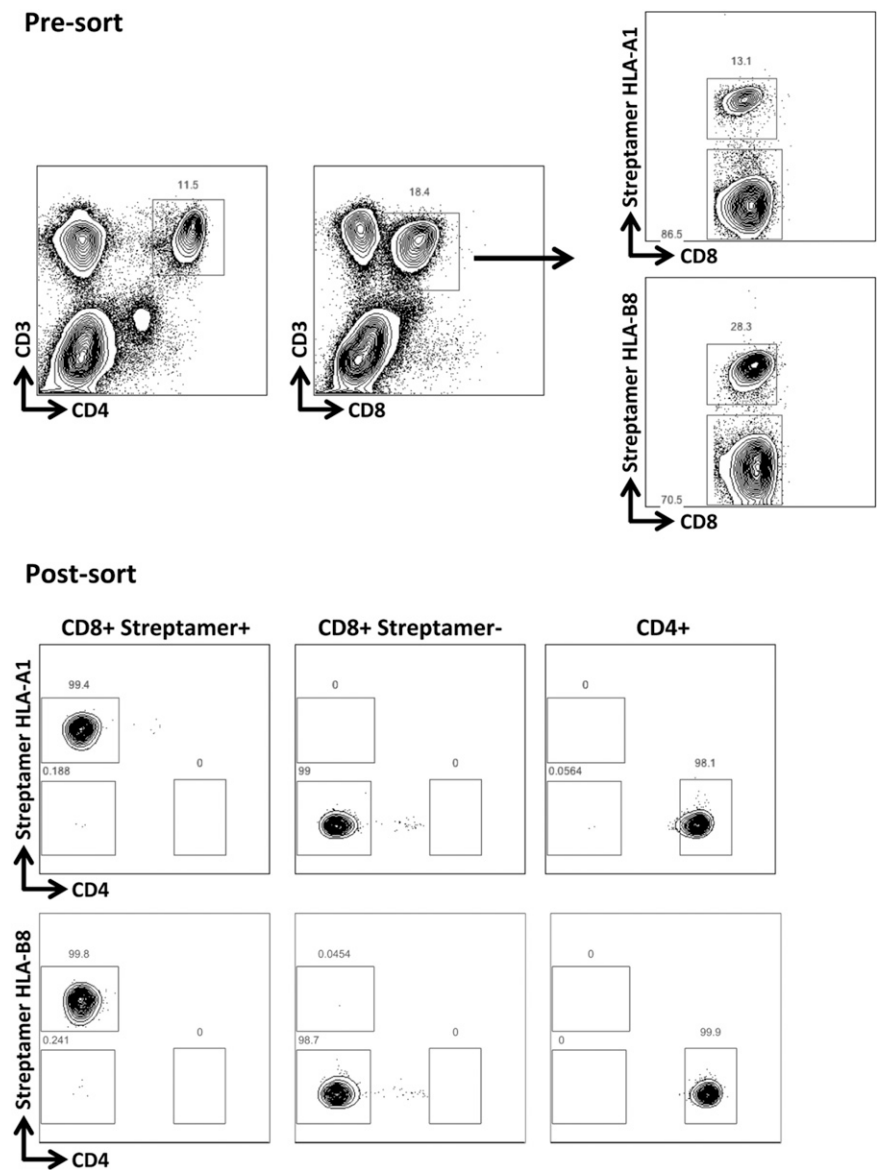 Pre-sort
Streptamer HLA-A1
13.1
86.5
CD8
11.5
CD3
CD4
18.4
CD3
CD8
Streptamer HLA-B8
28.3
70.5
CD8
Post-sort
CD8+ Streptamer+
CD8+ Streptamer-
CD4+
Streptamer HLA-A1
99.4
0.188
0
0
99
0
0
0.0564
98.1
CD4
Streptamer HLA-B8
99.8
0.241
0
0.0454
98.7
0
0
0
99.9
CD4